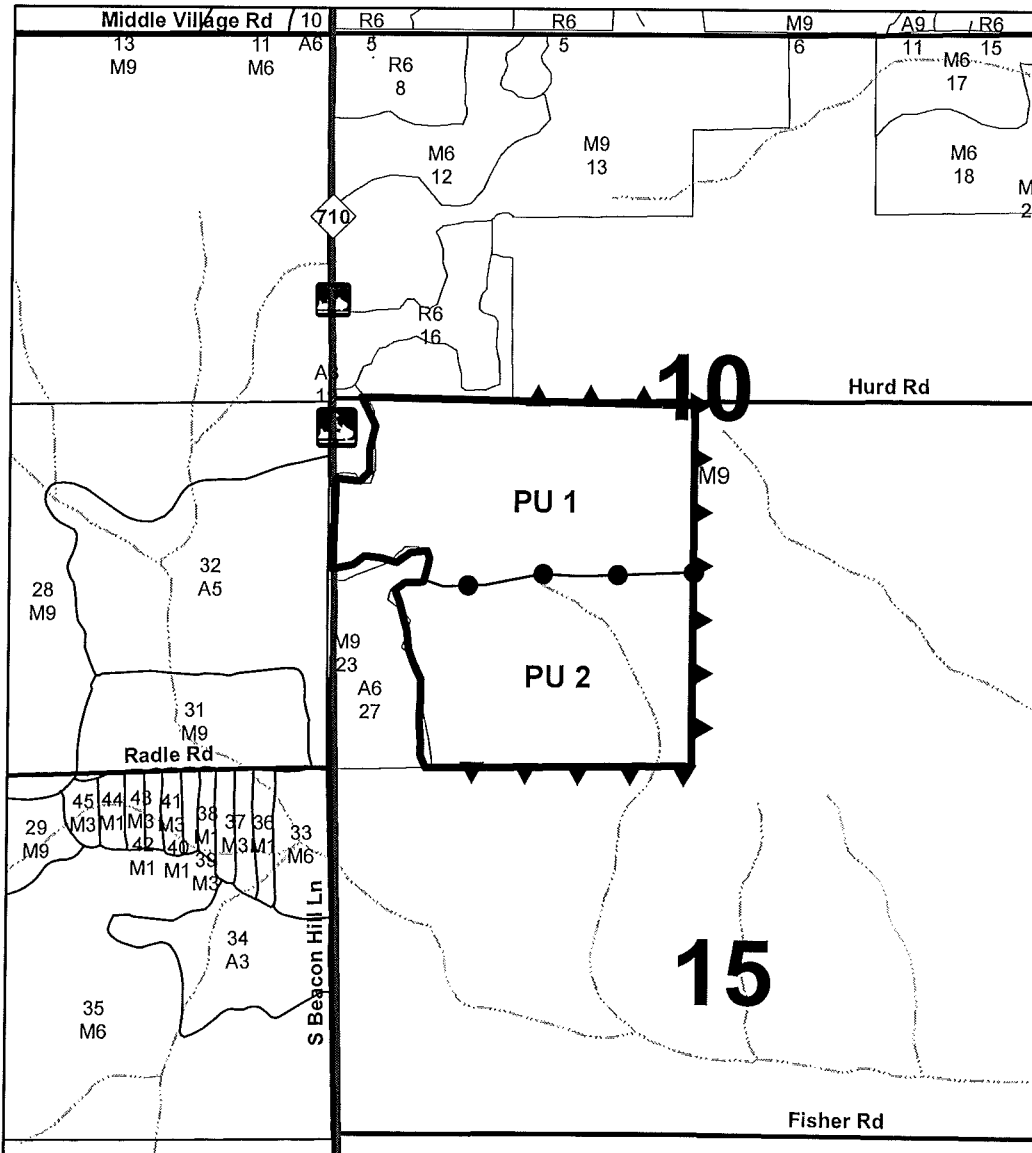 Middle Village Rd
10
R6
R6
M9
A9
R6
13
M9
11
M6
A6
5
5
6
11
15
R6
8
M6
17
M6
12
M9
13
M6
18
M
2
710
R6
16
A
1
10
Hurd Rd
M9
PU 1
32
A5
28
M9
M9
23
PU 2
A6
27
31
M9
Radle Rd
45
M3
44
M1
43
M3
41
M3
38
M1
37
M3
36
M1
33
M6
29
M9
42
M1
40
M1
39
M3
34
A3
S Beacon Hill Ln
15
35
M6
Fisher Rd